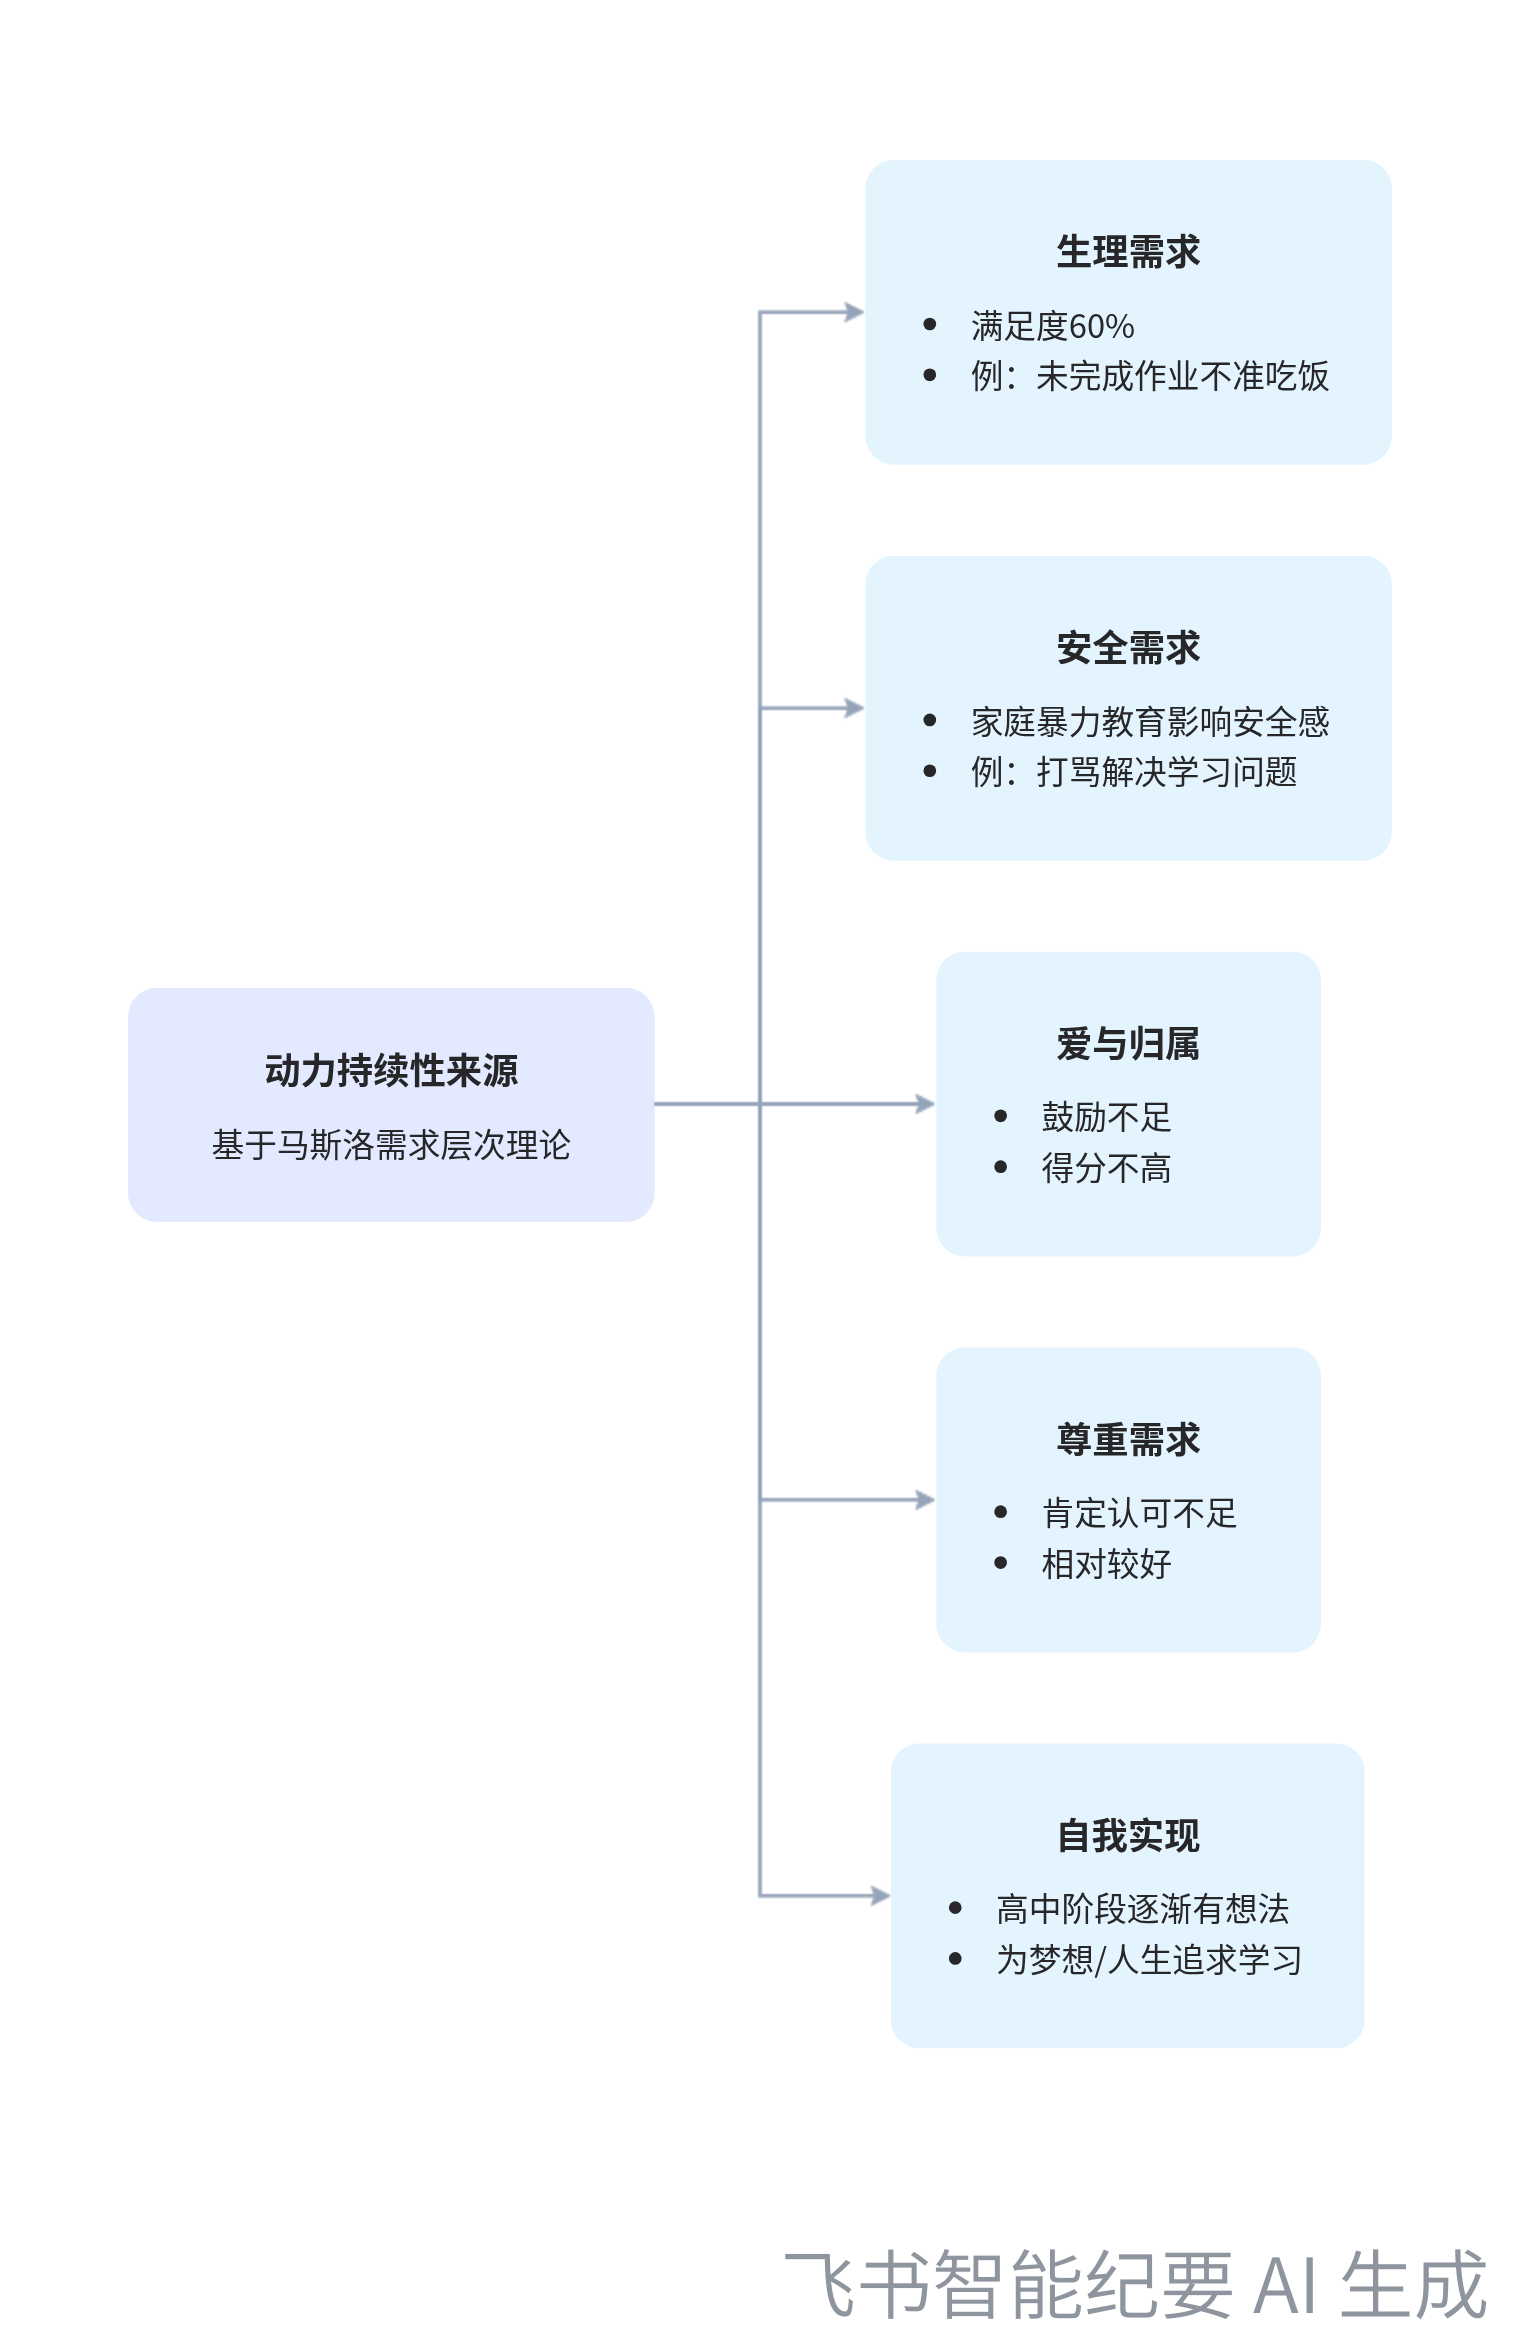 生理需求
满足度60%
例：未完成作业不准吃饭
安全需求
家庭暴力教育影响安全感
例：打骂解决学习问题
动力持续性来源
基于马斯洛需求层次理论
爱与归属
鼓励不足
得分不高
尊重需求
肯定认可不足
相对较好
自我实现
高中阶段逐渐有想法
为梦想/人生追求学习
飞书智能纪要 AI 生成